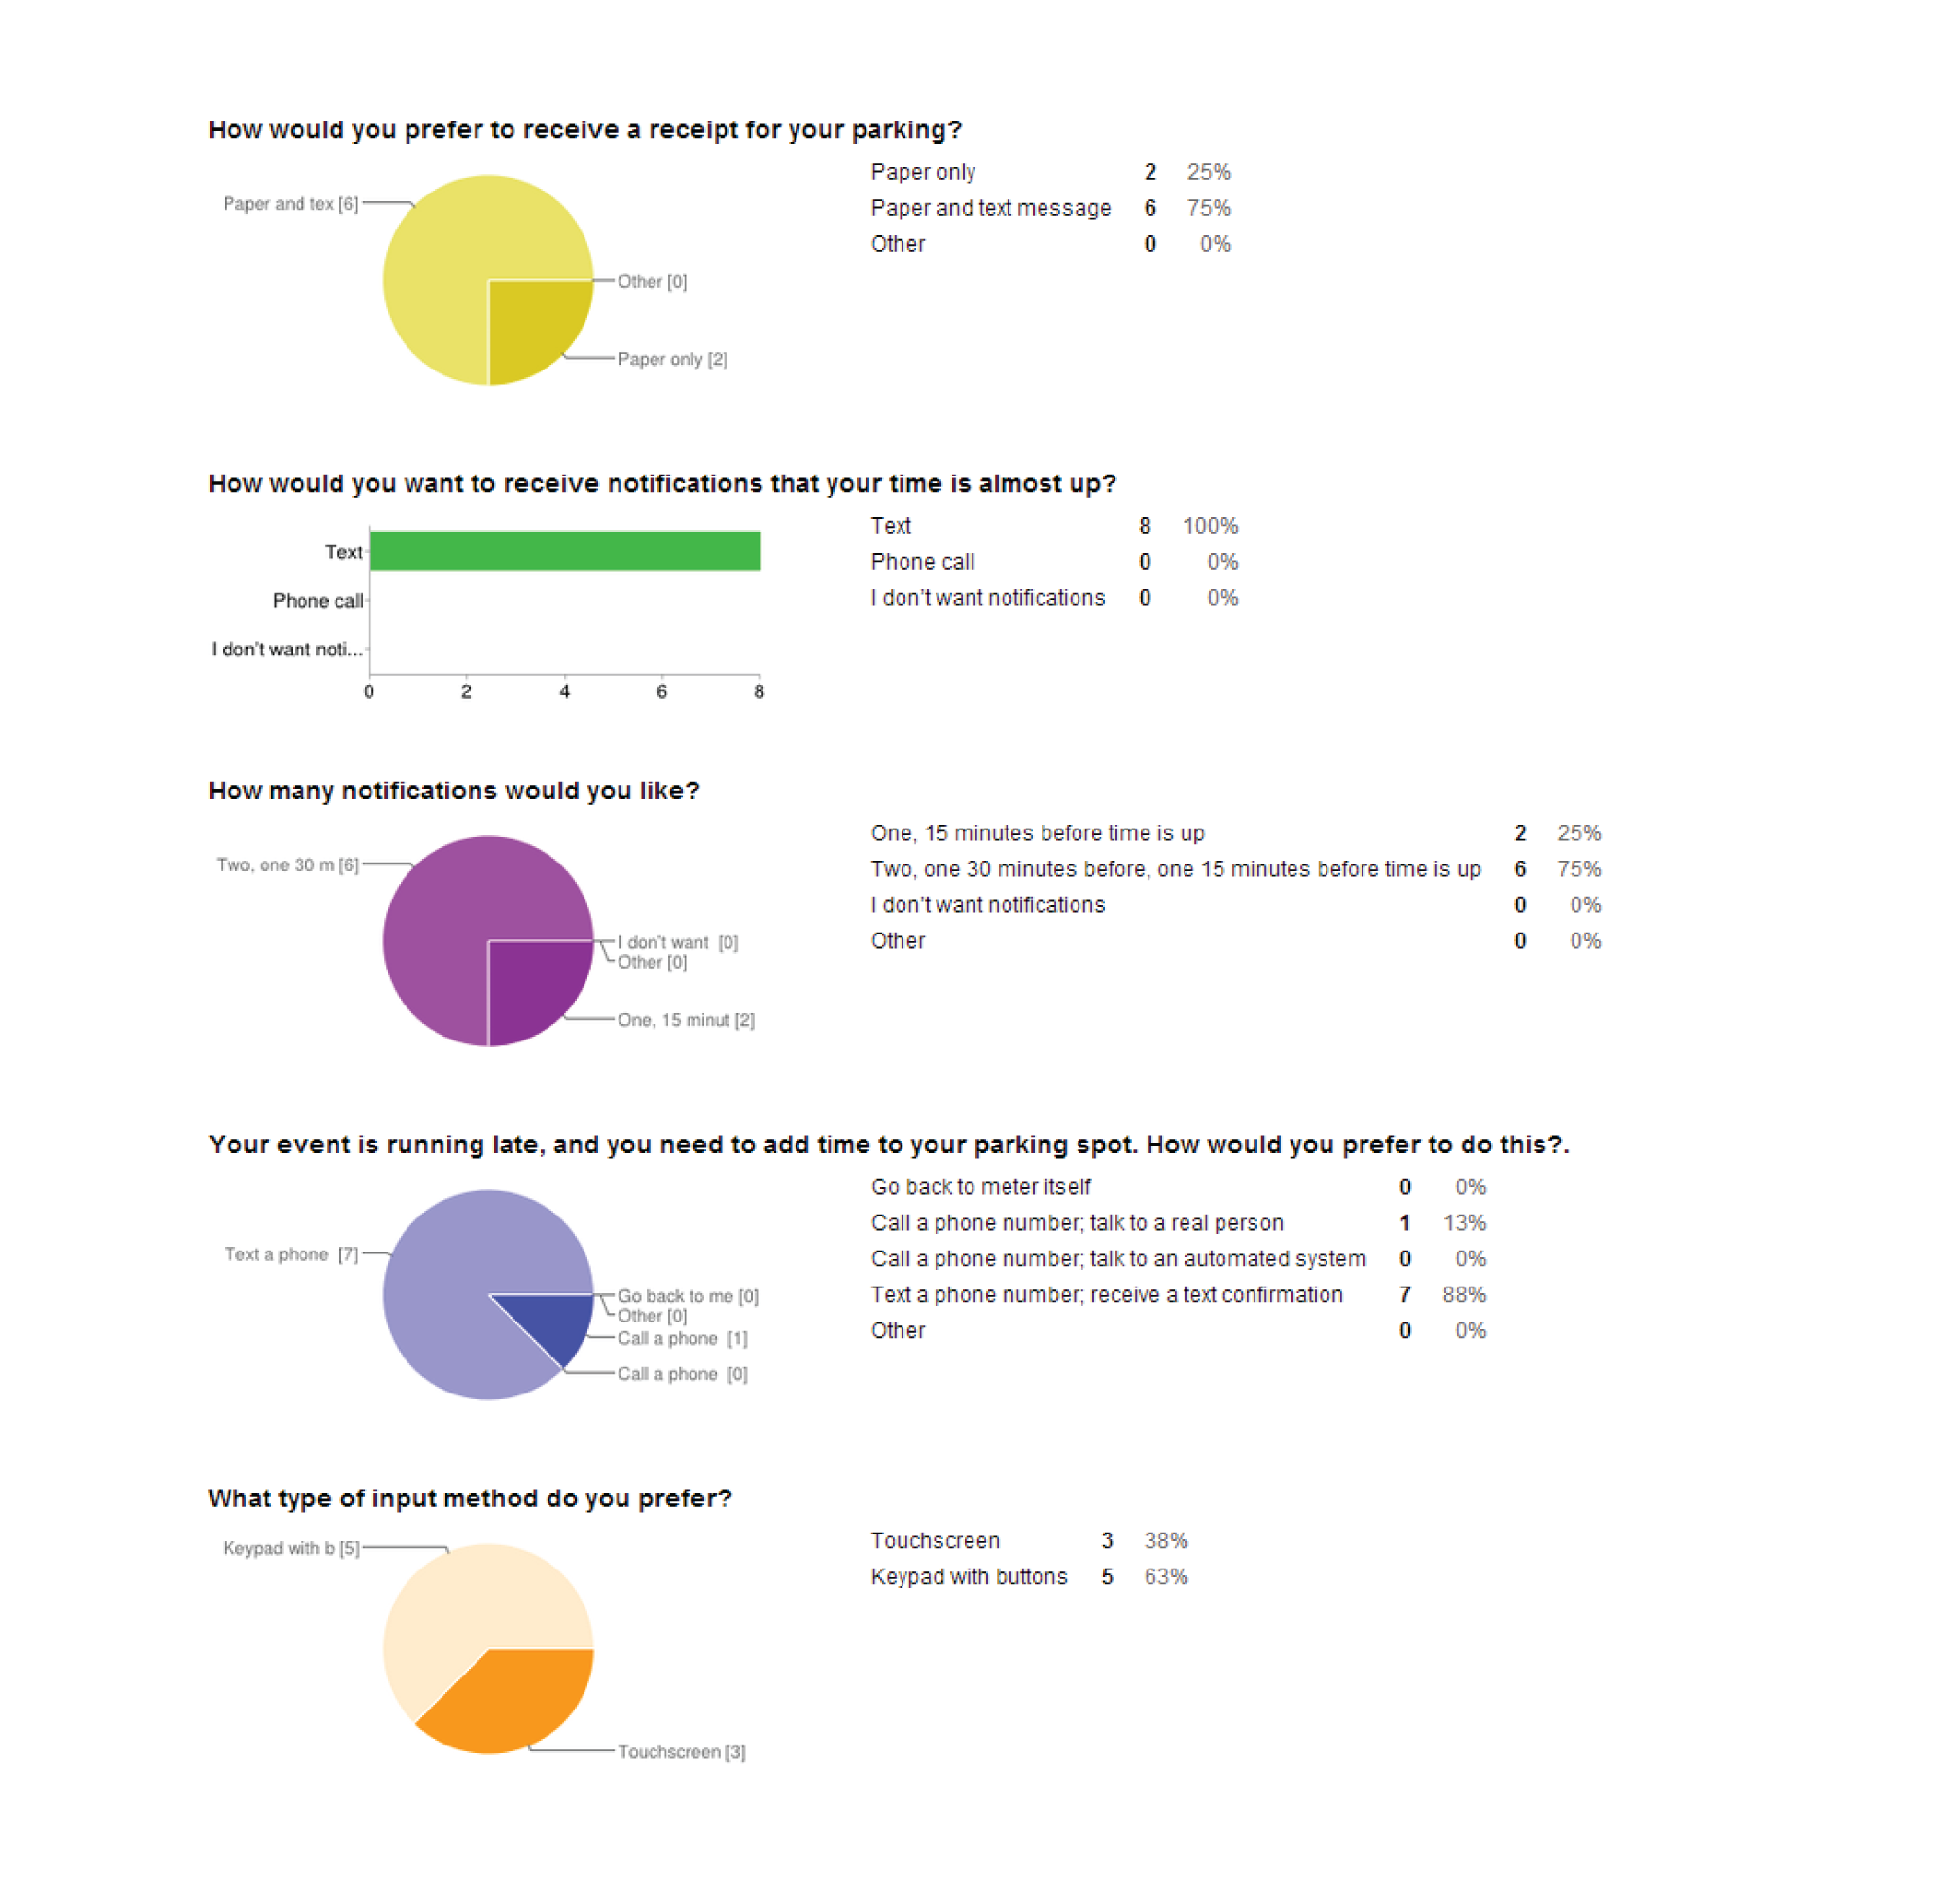 How would you prefer to receive a receipt for your parking?
Paper and tex [6]
Other [0]
Paper only [2]
Paper only 2 25%
Paper and text message 6 75%
Other 0 0%
How would you want to receive notifications that your time is almost up?
Text
Phone call
I don't want noti...
0 2 4 6 8
Text 8 100%
Phone call 0 0%
I don't want notifications 0 0%
How many notifications would you like?
Two, one 30 m [6]
I don't want [0]
Other [0]
One, 15 minut [2]
One, 15 minutes before time is up 2 25%
Two, one 30 minutes before, one 15 minutes before time is up 6 75%
I don't want notifications 0 0%
Other 0 0%
Your event is running late, and you need to add time to your parking spot. How would you prefer to do this?.
Text a phone [7]
Go back to me [0]
Other [0]
Call a phone [1]
Call a phone [0]
Go back to meter itself 0 0%
Call a phone number; talk to a real person 1 13%
Call a phone number; talk to an automated system 0 0%
Text a phone number; receive a text confirmation 7 88%
Other 0 0%
What type of input method do you prefer?
Keypad with b [5]
Touchscreen [3]
Touchscreen 3 38%
Keypad with buttons 5 63%